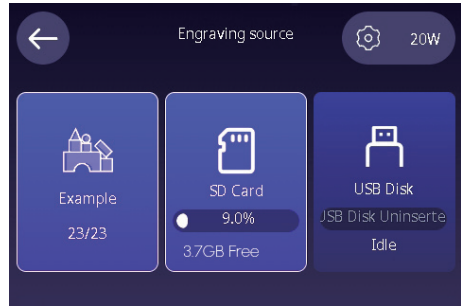 Engraving source
20W
Example
23/23
SD Card
9.0%
3.7GB Free
USB Disk
JSB Disk Uninserte
Idle